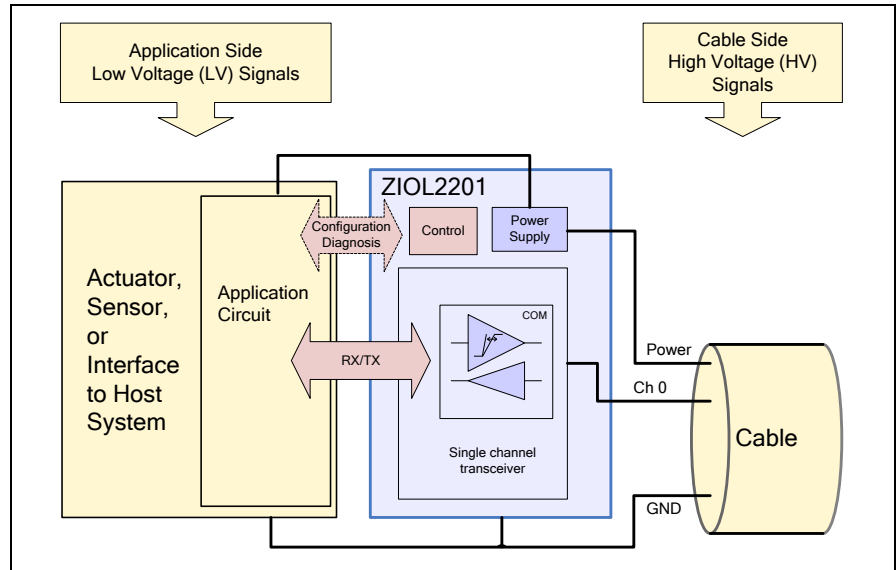 Application Side
Low Voltage (LV) Signals
Cable Side
High Voltage (HV)
Signals
ZIOL2201
Configuration
Diagnosis
Control
Power
Supply
Actuator,
Sensor,
or
Interface
to Host
System
Application
Circuit
COM
RX/TX
Single channel
transceiver
Power
Ch 0
GND
Cable